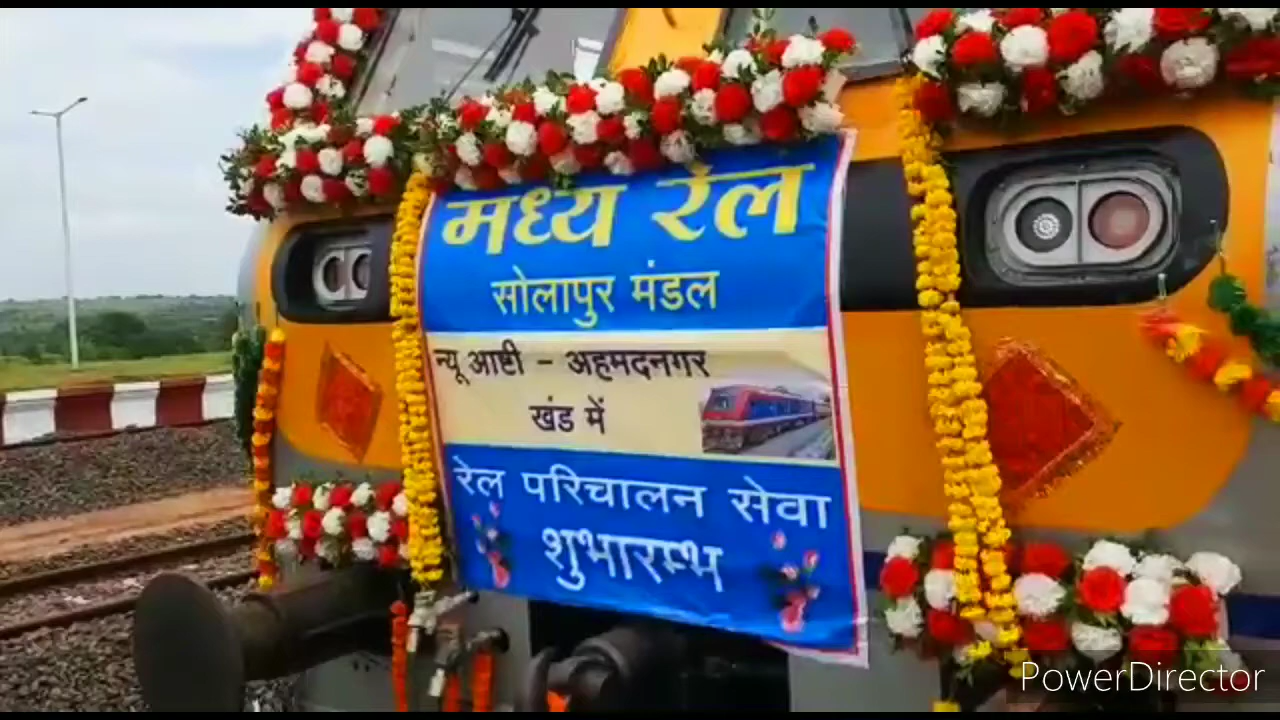 मध्य रेल
सोलापुर मंडल
न्यू आष्टी - अहमदनगर
खंड में
रेल परिचालन सेवा
शुभारम्भ
PowerDirector